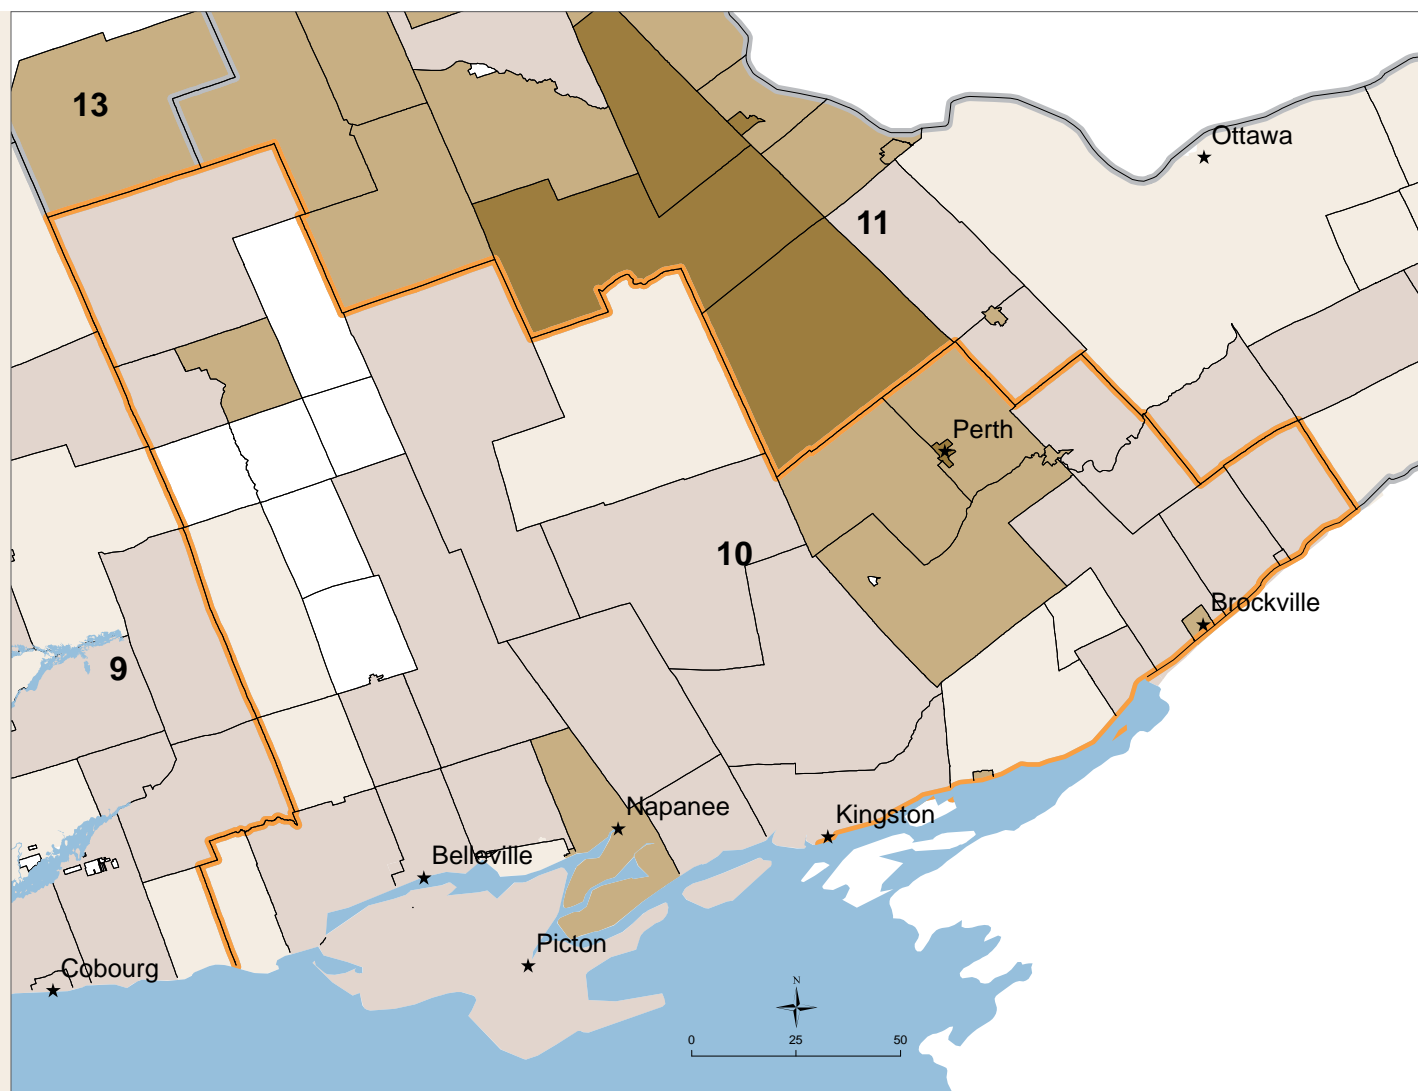 13
Ottawa
11
Perth
10
Brockville
9
Napanee
Kingston
Belleville
Picton
Cobourg
N
0 25 50